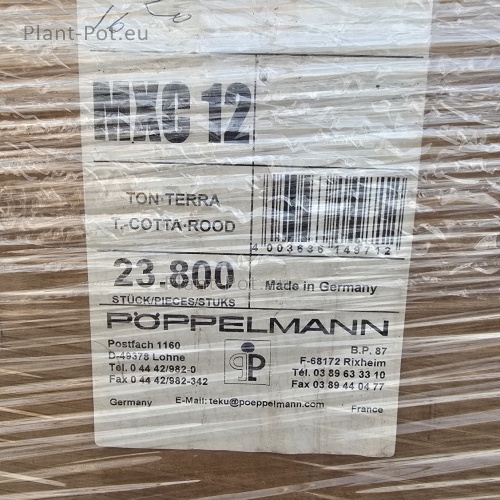 Plant-Pot.eu
MXC 12
TON·TERRA
T.-COTTA·ROOD
4 003636 149712
23.800
STÜCK/PIECES/STUKS
Made in Germany
PÖPPELMANN
Postfach 1160
D-49378 Lohne
Tél. 0 44 42/982-0
Fax 0 44 42/982-342
Germany
B.P. 87
F-68172 Rixheim
Tél. 03 89 63 33 10
Fax 03 89 44 04 77
France
E-Mail: teku@poeppelmann.com